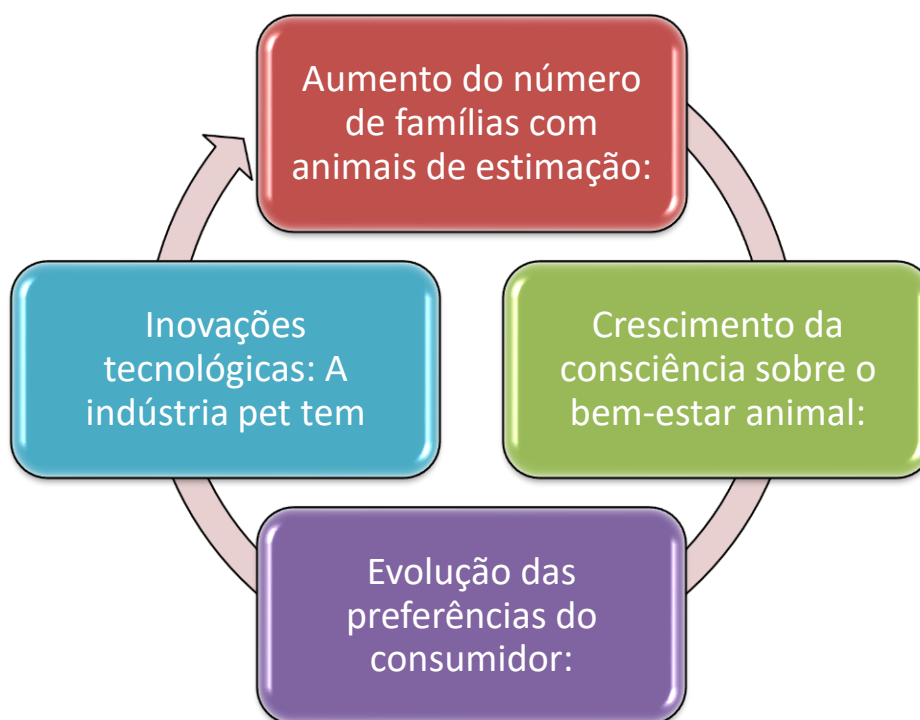 Aumento do número
de famílias com
animais de estimação:
Crescimento da
consciência sobre o
bem-estar animal:
Evolução das
preferências do
consumidor:
Inovações
tecnológicas: A
indústria pet tem